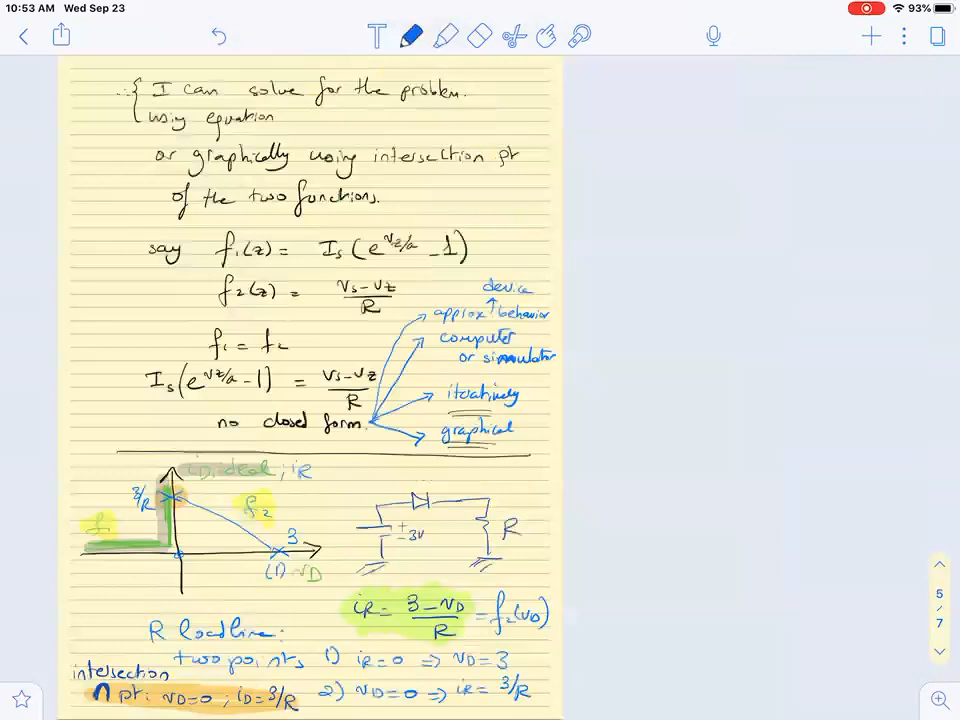 10:53 AM Wed Sep 23
93%
∴ { I can solve for the problem.
using equation
or graphically using intersection pt
of the two functions.
say f₁(z) = Is (e^(Vz/a) - 1)
f₂(z) = Vs - Vz / R
device
approx behavior
f₁ = f₂
computer
or simulator
Is (e^(Vz/a) - 1) = Vs - Vz / R
iteratively
no closed form.
graphical
iD, ideal ; iR
3/R
f₁
f₂
3
(1) VD
+ - 3V
R
iR = 3 - VD / R = f₂(VD)
R loadline:
two points 1) iR = 0 ⇒ VD = 3
intersection
pt: VD = 0 ; iD = 3/R
2) VD = 0 ⇒ iR = 3/R
5
/
7